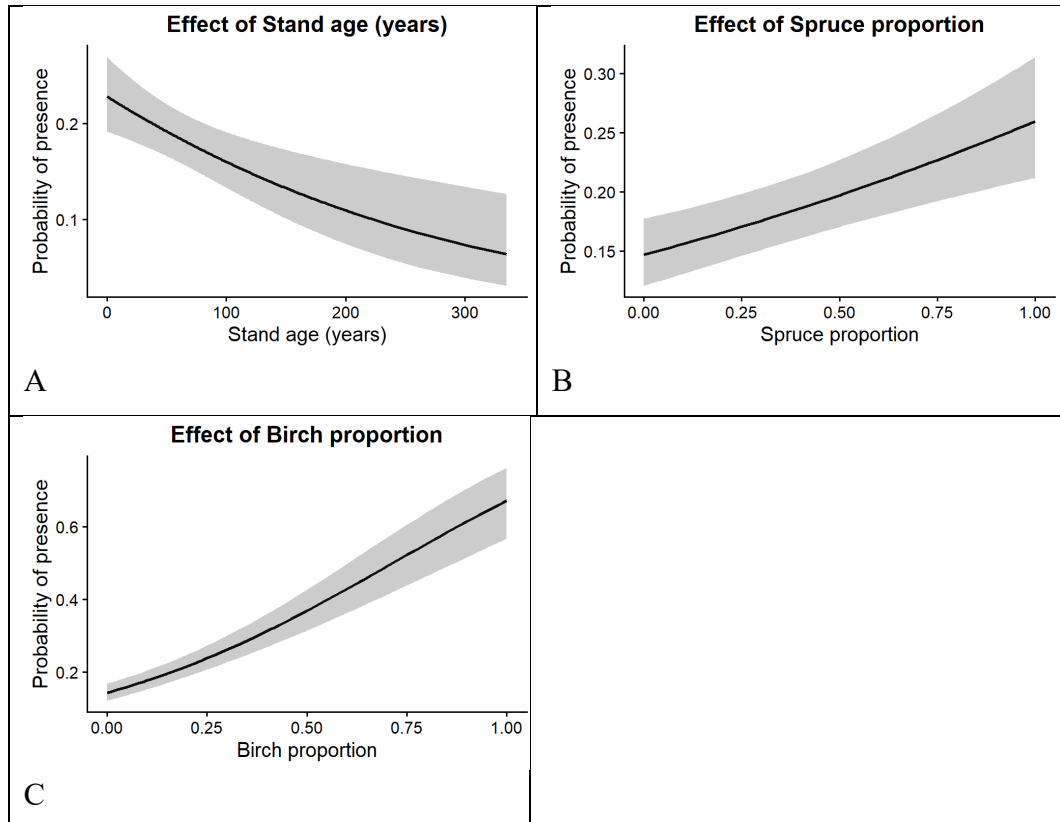 Effect of Stand age (years)
Probability of presence
0.2
0.1
0 100 200 300
Stand age (years)
A
Effect of Spruce proportion
Probability of presence
0.30
0.25
0.20
0.15
0.00 0.25 0.50 0.75 1.00
Spruce proportion
B
Effect of Birch proportion
Probability of presence
0.6
0.4
0.2
0.00 0.25 0.50 0.75 1.00
Birch proportion
C